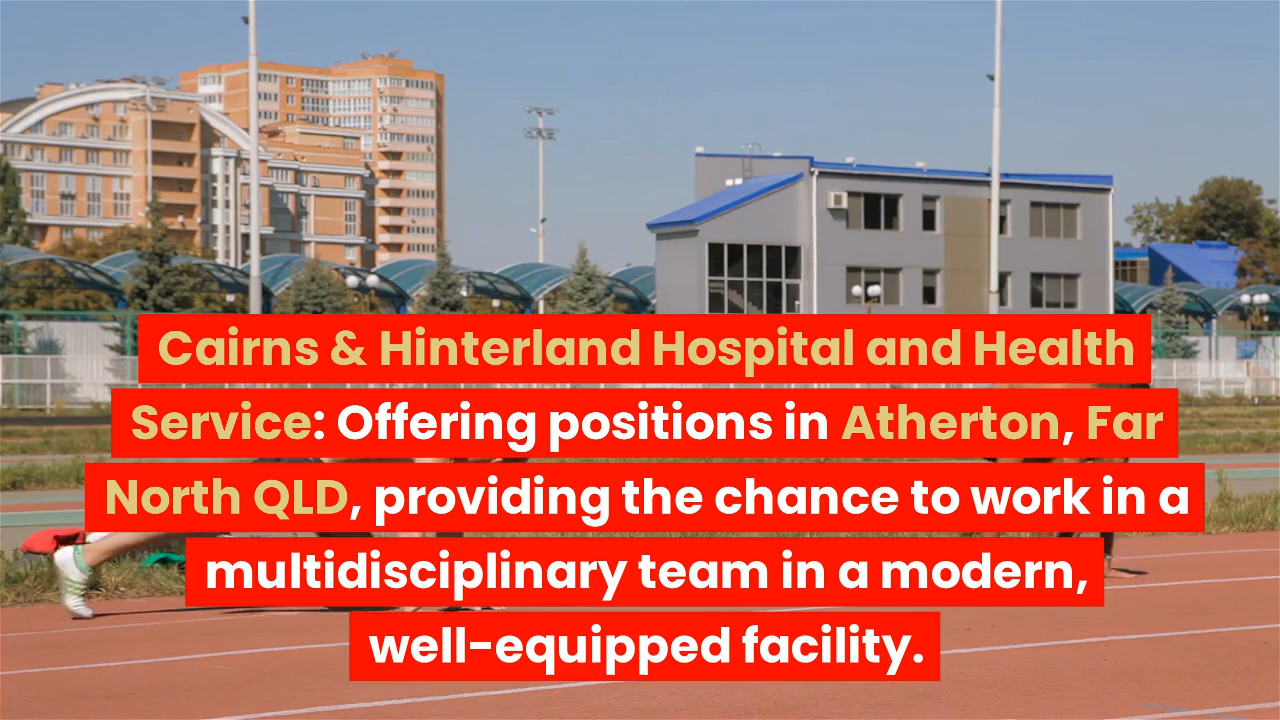 Cairns & Hinterland Hospital and Health
Service: Offering positions in Atherton, Far
North QLD, providing the chance to work in a
multidisciplinary team in a modern,
well-equipped facility.